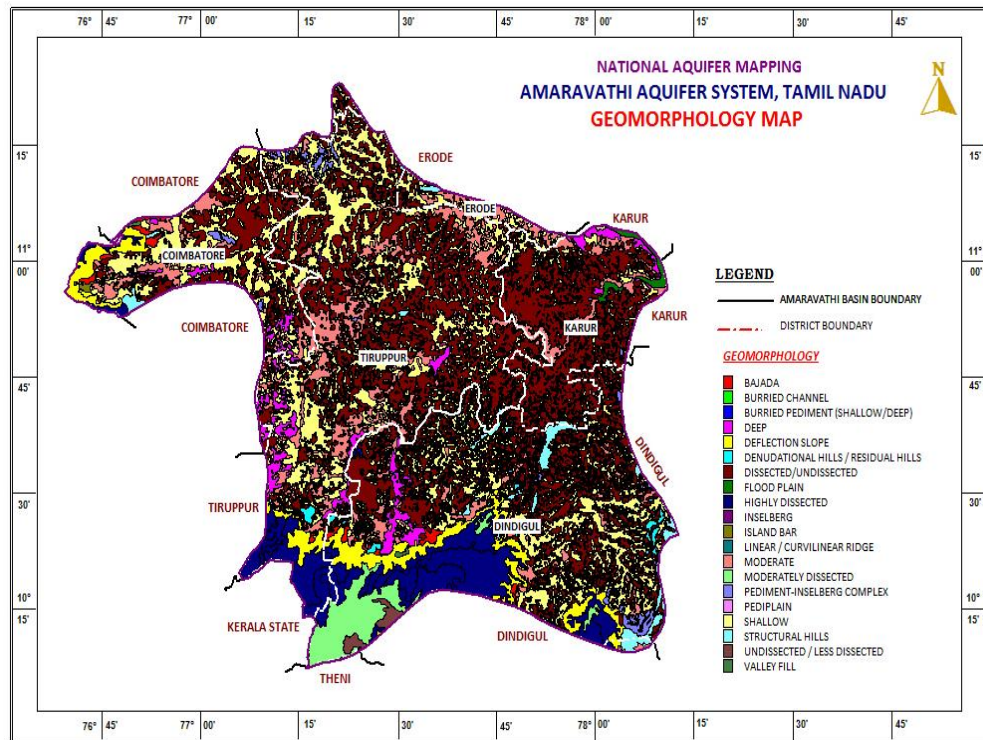 76° 45' 77° 00' 15' 30' 45' 78° 00' 15' 30' 45'
NATIONAL AQUIFER MAPPING
AMARAVATHI AQUIFER SYSTEM, TAMIL NADU
GEOMORPHOLOGY MAP
N
15'
15'
ERODE
COIMBATORE
ERODE
KARUR
COIMBATORE
11°
00'
11°
00'
LEGEND
AMARAVATHI BASIN BOUNDARY
DISTRICT BOUNDARY
COIMBATORE
KARUR
KARUR
TIRUPPUR
45'
45'
GEOMORPHOLOGY
BAJADA
BURRIED CHANNEL
BURRIED PEDIMENT (SHALLOW/DEEP)
DEEP
DEFLECTION SLOPE
DENUDATIONAL HILLS / RESIDUAL HILLS
DISSECTED/UNDISSECTED
FLOOD PLAIN
HIGHLY DISSECTED
INSELBERG
ISLAND BAR
LINEAR / CURVILINEAR RIDGE
MODERATE
MODERATELY DISSECTED
PEDIMENT-INSELBERG COMPLEX
PEDIPLAIN
SHALLOW
STRUCTURAL HILLS
UNDISSECTED / LESS DISSECTED
VALLEY FILL
DINDIGUL
30'
30'
TIRUPPUR
DINDIGUL
10°
15'
10°
15'
KERALA STATE
DINDIGUL
THENI
76° 45' 77° 00' 15' 30' 45' 78° 00' 15' 30' 45'